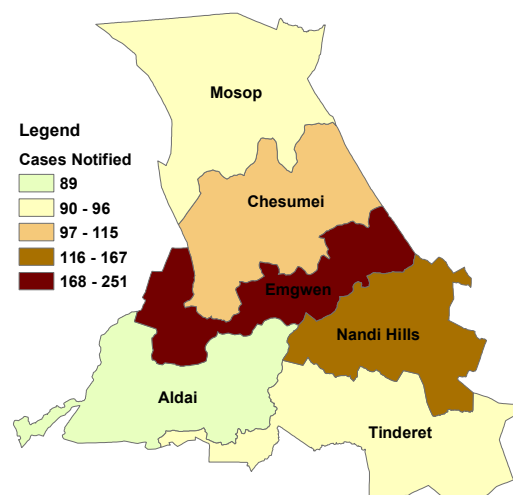 Mosop
Legend
Cases Notified
89
90 - 96
97 - 115
116 - 167
168 - 251
Chesumei
Emgwen
Nandi Hills
Aldai
Tinderet